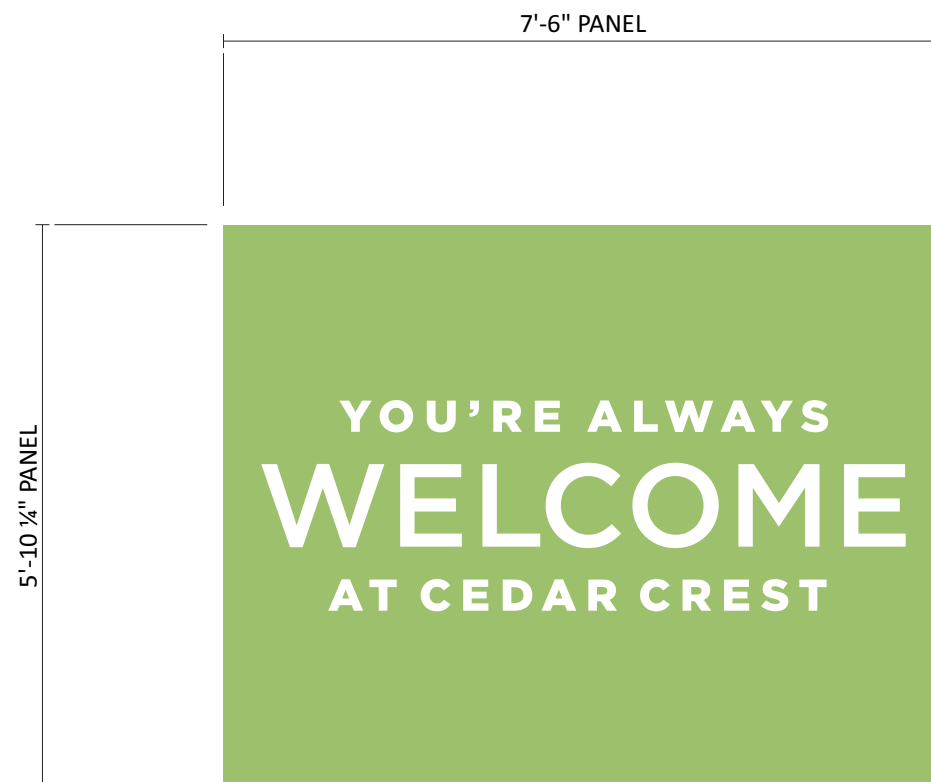 7'-6" PANEL
5'-10 ¼" PANEL
YOU’RE ALWAYS
WELCOME
AT CEDAR CREST